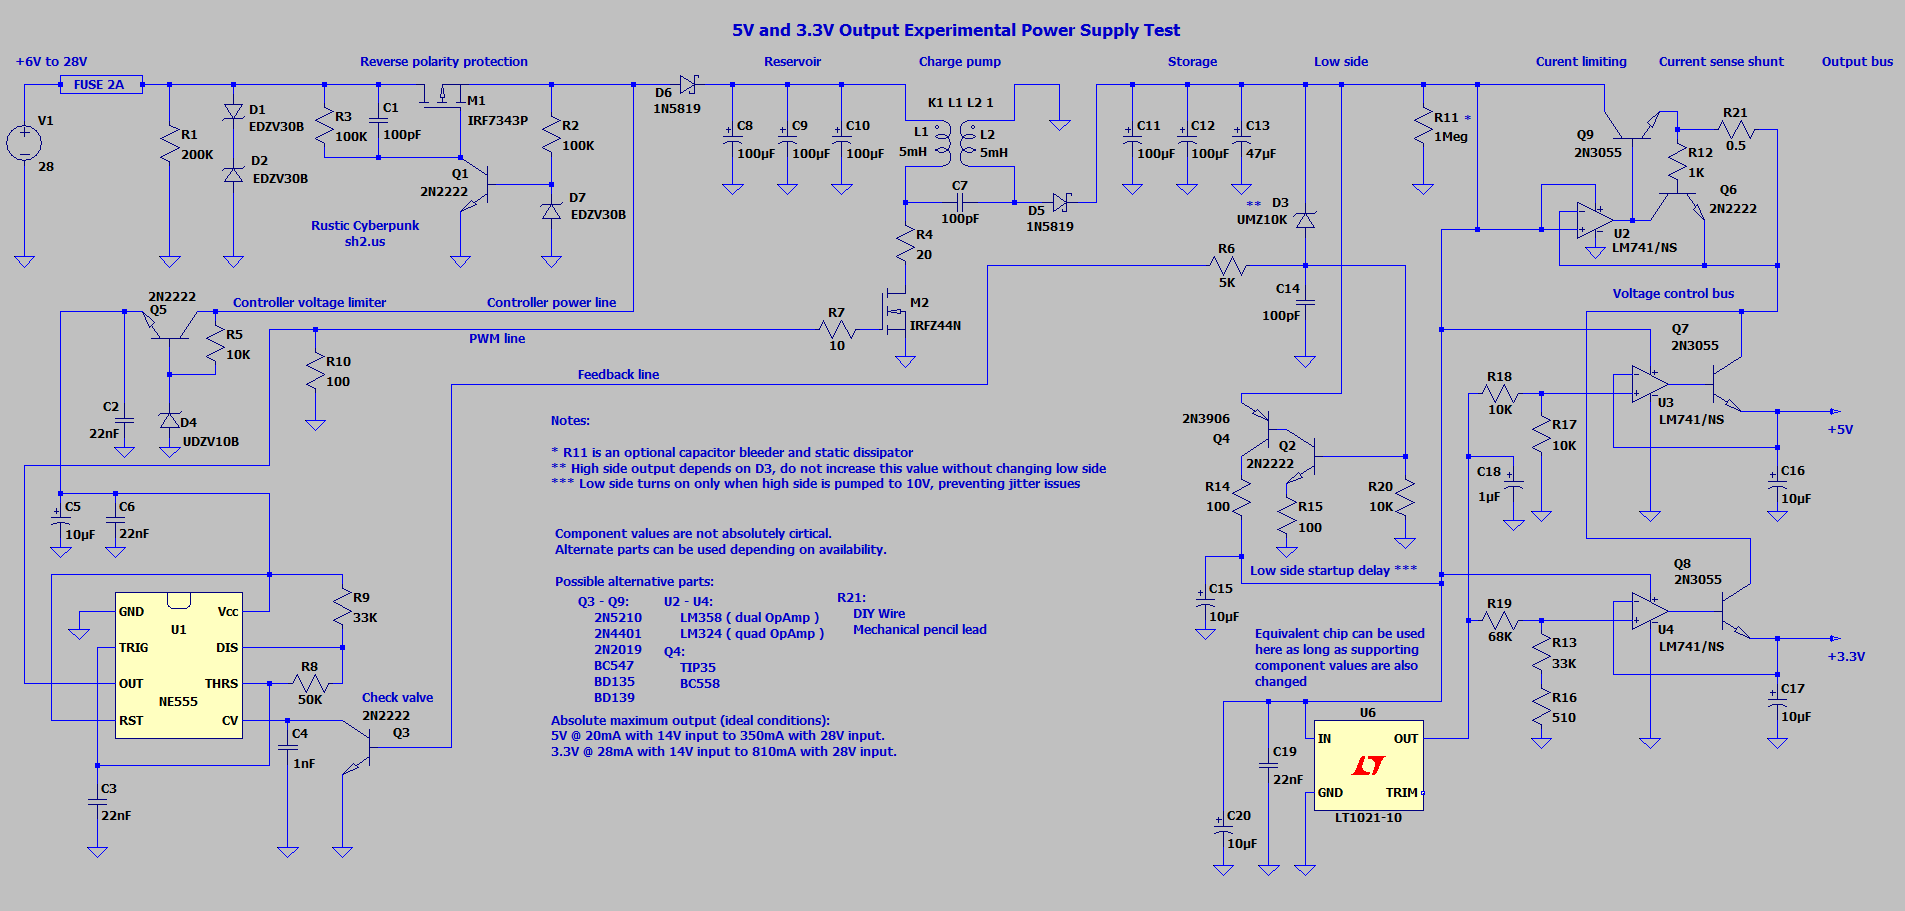 5V and 3.3V Output Experimental Power Supply Test
+6V to 28V
Reverse polarity protection
Reservoir
Charge pump
Storage
Low side
Curent limiting
Current sense shunt
Output bus
FUSE 2A
V1
28
R1
200K
D1
EDZV30B
D2
EDZV30B
R3
100K
C1
100pF
M1
IRF7343P
Q1
2N2222
R2
100K
D7
EDZV30B
Rustic Cyberpunk
sh2.us
D6
1N5819
C8
100µF
C9
100µF
C10
100µF
K1 L1 L2 1
L1
5mH
L2
5mH
C7
100pF
D5
1N5819
R4
20
M2
IRFZ44N
R7
10
C11
100µF
C12
100µF
C13
47µF
** D3
UMZ10K
R6
5K
C14
100pF
R11 *
1Meg
Q9
2N3055
R21
0.5
R12
1K
Q6
2N2222
U2
LM741/NS
Voltage control bus
2N2222
Q5
Controller voltage limiter
Controller power line
R5
10K
PWM line
R10
100
Feedback line
C2
22nF
D4
UDZV10B
C5
10µF
C6
22nF
Notes:
* R11 is an optional capacitor bleeder and static dissipator
** High side output depends on D3, do not increase this value without changing low side
*** Low side turns on only when high side is pumped to 10V, preventing jitter issues
Component values are not absolutely cirtical.
Alternate parts can be used depending on availability.
Possible alternative parts:
Q3 - Q9:
2N5210
2N4401
2N2019
BC547
BD135
BD139
U2 - U4:
LM358 ( dual OpAmp )
LM324 ( quad OpAmp )
Q4:
TIP35
BC558
R21:
DIY Wire
Mechanical pencil lead
Absolute maximum output (ideal conditions):
5V @ 20mA with 14V input to 350mA with 28V input.
3.3V @ 28mA with 14V input to 810mA with 28V input.
GND
TRIG
OUT
RST
U1
NE555
Vcc
DIS
THRS
CV
R9
33K
R8
50K
Check valve
2N2222
Q3
C4
1nF
C3
22nF
2N3906
Q4
Q2
2N2222
R14
100
R15
100
R20
10K
C15
10µF
Low side startup delay ***
Equivalent chip can be used
here as long as supporting
component values are also
changed
C19
22nF
C20
10µF
U6
IN
OUT
GND
TRIM
LT1021-10
Q7
2N3055
R18
10K
R17
10K
C18
1µF
U3
LM741/NS
+5V
C16
10µF
Q8
2N3055
R19
68K
R13
33K
R16
510
U4
LM741/NS
+3.3V
C17
10µF